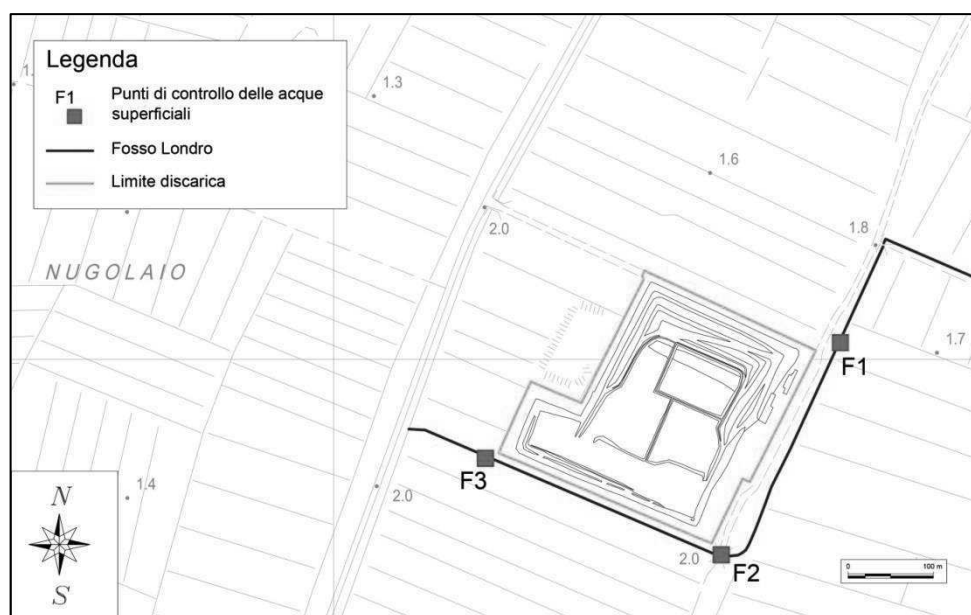 Legenda
F1
Punti di controllo delle acque
superficiali
Fosso Londro
Limite discarica
1.3
1.6
2.0
1.8
NUGOLAIO
1.7
F1
F3
1.4
2.0
N
S
2.0
F2
0
100 m